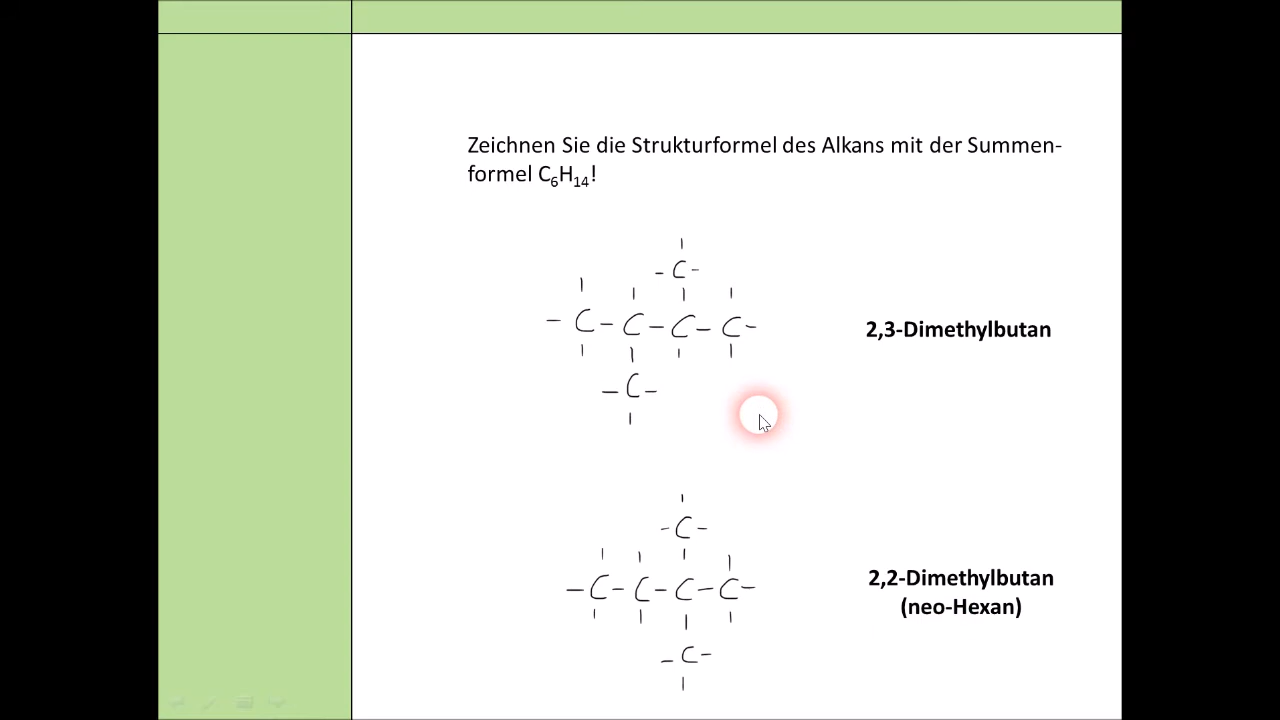 Zeichnen Sie die Strukturformel des Alkans mit der Summen-
formel C₆H₁₄!
C
C C C C
2,3-Dimethylbutan
C
C
C C C C
2,2-Dimethylbutan
(neo-Hexan)
C